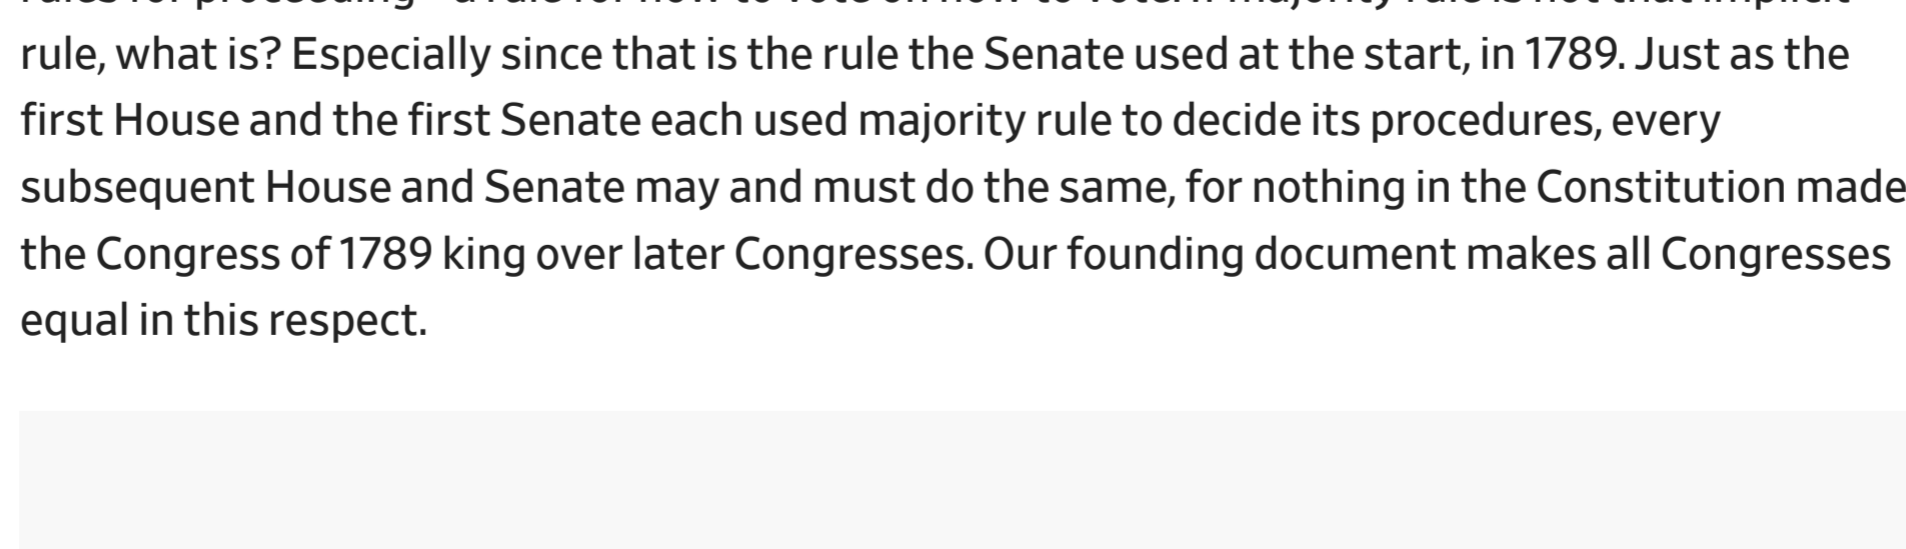 rule, what is? Especially since that is the rule the Senate used at the start, in 1789. Just as the
first House and the first Senate each used majority rule to decide its procedures, every
subsequent House and Senate may and must do the same, for nothing in the Constitution made
the Congress of 1789 king over later Congresses. Our founding document makes all Congresses
equal in this respect.